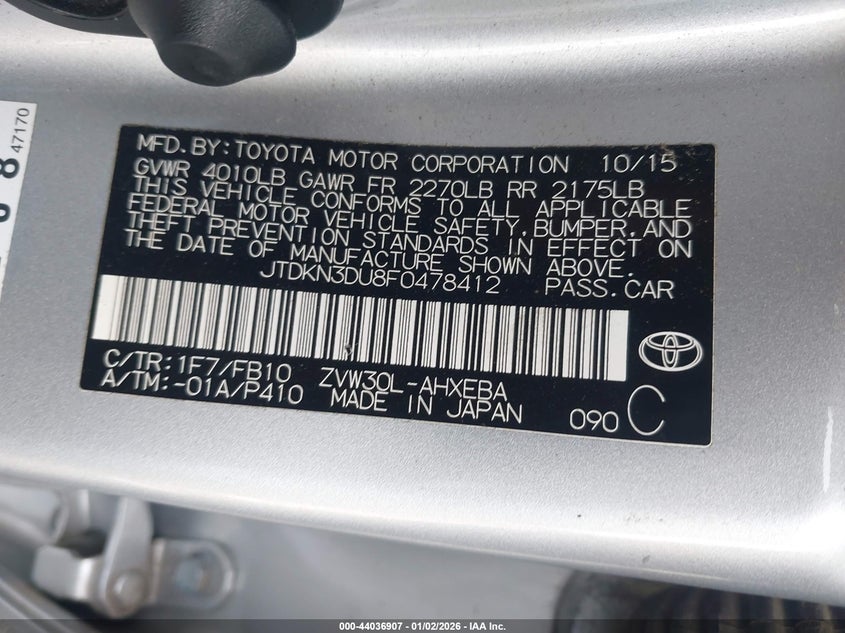 MFD. BY: TOYOTA MOTOR CORPORATION 10/15
GVWR 4010LB GAWR FR 2270LB RR 2175LB
THIS VEHICLE CONFORMS TO ALL APPLICABLE
FEDERAL MOTOR VEHICLE SAFETY, BUMPER, AND
THEFT PREVENTION STANDARDS IN EFFECT ON
THE DATE OF MANUFACTURE SHOWN ABOVE.
JTDKN3DU8F0478412 PASS. CAR
C/TR: 1F7/FB10 ZVW30L-AHXEBA
A/TM: -01A/P410 MADE IN JAPAN 090 C
47170
000-44036907 - 01/02/2026 - IAA Inc.